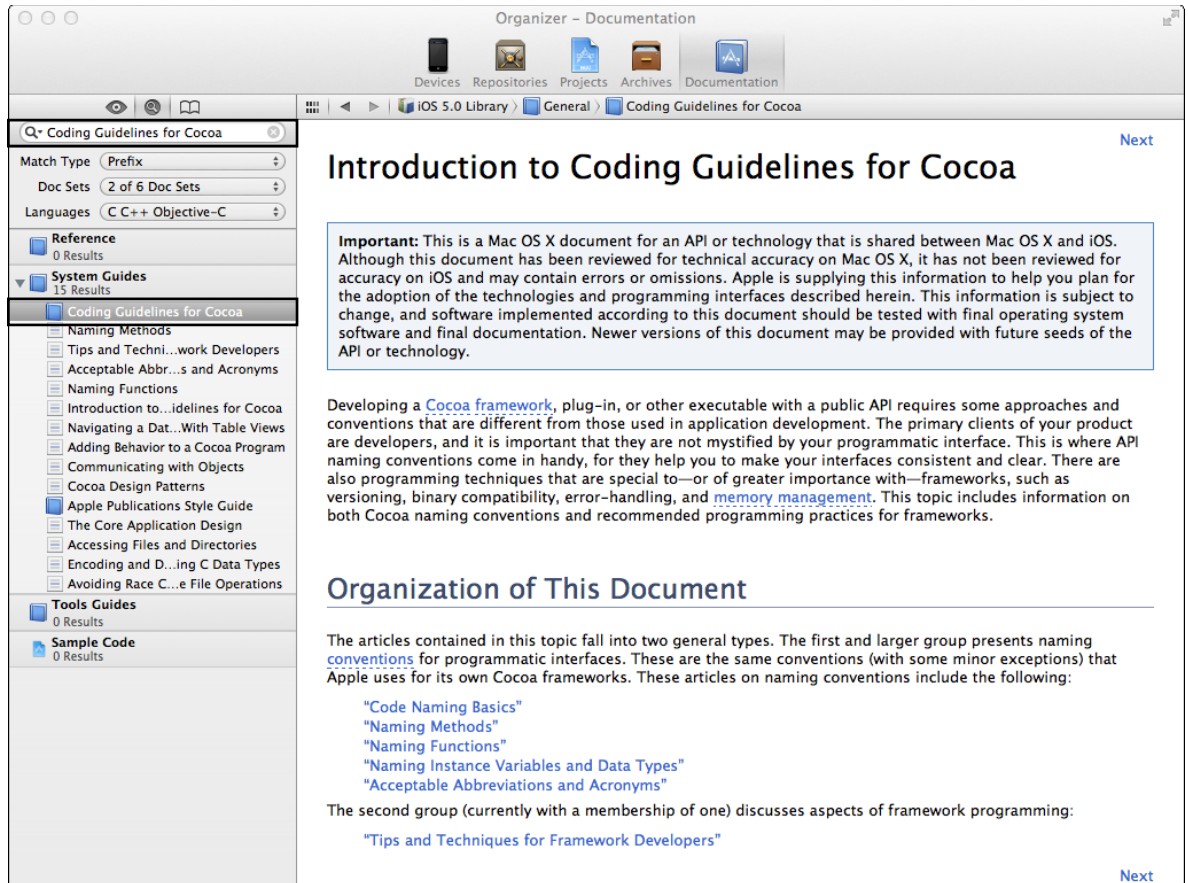 Organizer – Documentation
Devices Repositories Projects Archives Documentation
iOS 5.0 Library General Coding Guidelines for Cocoa
Coding Guidelines for Cocoa
Match Type Prefix
Doc Sets 2 of 6 Doc Sets
Languages C C++ Objective-C
Reference
0 Results
System Guides
15 Results
Coding Guidelines for Cocoa
Naming Methods
Tips and Techni...work Developers
Acceptable Abbr...s and Acronyms
Naming Functions
Introduction to...idelines for Cocoa
Navigating a Dat...With Table Views
Adding Behavior to a Cocoa Program
Communicating with Objects
Cocoa Design Patterns
Apple Publications Style Guide
The Core Application Design
Accessing Files and Directories
Encoding and D...ing C Data Types
Avoiding Race C...e File Operations
Tools Guides
0 Results
Sample Code
0 Results
Next
Introduction to Coding Guidelines for Cocoa
Important: This is a Mac OS X document for an API or technology that is shared between Mac OS X and iOS.
Although this document has been reviewed for technical accuracy on Mac OS X, it has not been reviewed for
accuracy on iOS and may contain errors or omissions. Apple is supplying this information to help you plan for
the adoption of the technologies and programming interfaces described herein. This information is subject to
change, and software implemented according to this document should be tested with final operating system
software and final documentation. Newer versions of this document may be provided with future seeds of the
API or technology.
Developing a Cocoa framework, plug-in, or other executable with a public API requires some approaches and
conventions that are different from those used in application development. The primary clients of your product
are developers, and it is important that they are not mystified by your programmatic interface. This is where API
naming conventions come in handy, for they help you to make your interfaces consistent and clear. There are
also programming techniques that are special to—or of greater importance with—frameworks, such as
versioning, binary compatibility, error-handling, and memory management. This topic includes information on
both Cocoa naming conventions and recommended programming practices for frameworks.
Organization of This Document
The articles contained in this topic fall into two general types. The first and larger group presents naming
conventions for programmatic interfaces. These are the same conventions (with some minor exceptions) that
Apple uses for its own Cocoa frameworks. These articles on naming conventions include the following:
“Code Naming Basics”
“Naming Methods”
“Naming Functions”
“Naming Instance Variables and Data Types”
“Acceptable Abbreviations and Acronyms”
The second group (currently with a membership of one) discusses aspects of framework programming:
“Tips and Techniques for Framework Developers”
Next